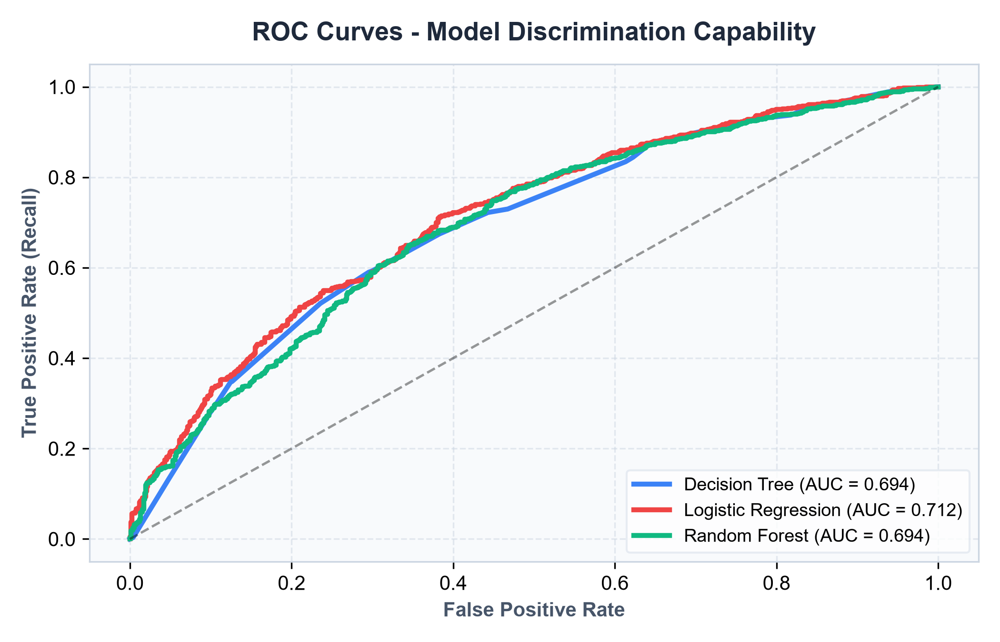 ROC Curves - Model Discrimination Capability
True Positive Rate (Recall)
1.0
0.8
0.6
0.4
0.2
0.0
Decision Tree (AUC = 0.694)
Logistic Regression (AUC = 0.712)
Random Forest (AUC = 0.694)
0.0 0.2 0.4 0.6 0.8 1.0
False Positive Rate